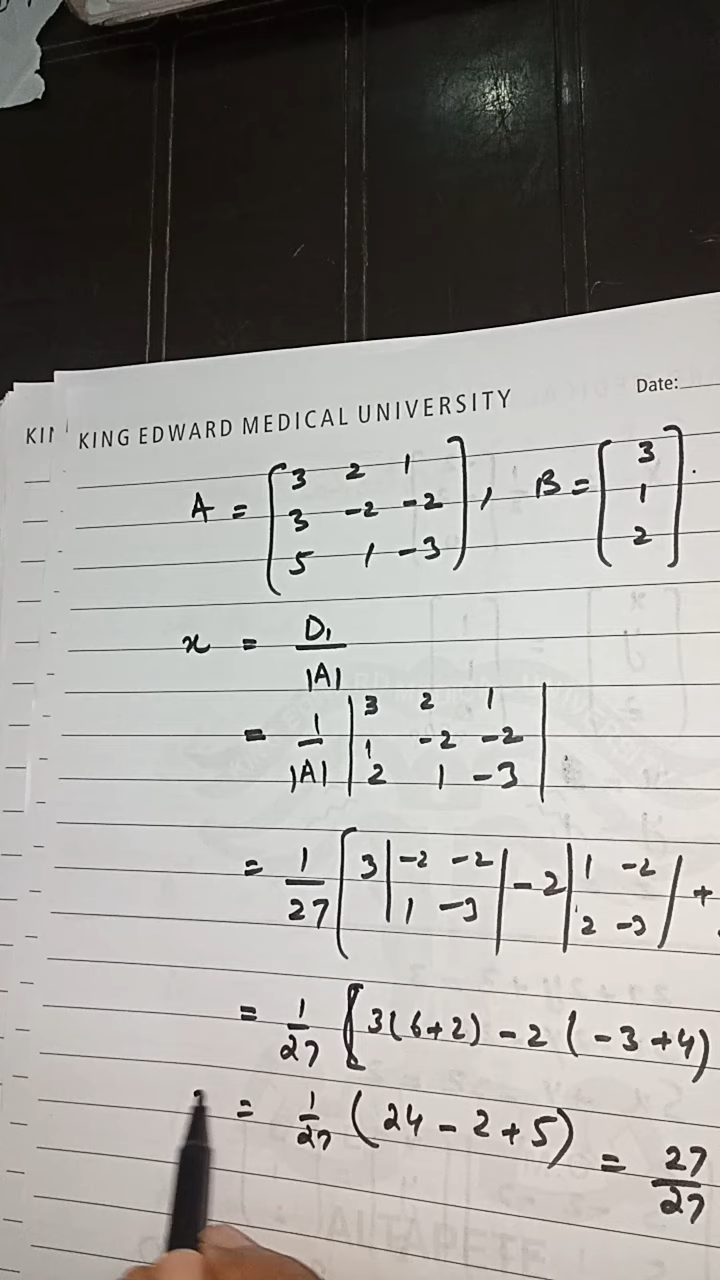 KIN KING EDWARD MEDICAL UNIVERSITY Date:
A = [3 2 1
3 -2 -2
5 1 -3], B = [3
1
2].
x = D₁/|A|
= 1/|A| |3 2 1
1 -2 -2
2 1 -3|
= 1/27 [3|-2 -2
1 -3| -2|1 -2
2 -3| +
= 1/27 [3(6+2) - 2(-3+4)
= 1/27 (24 - 2 + 5) = 27/27